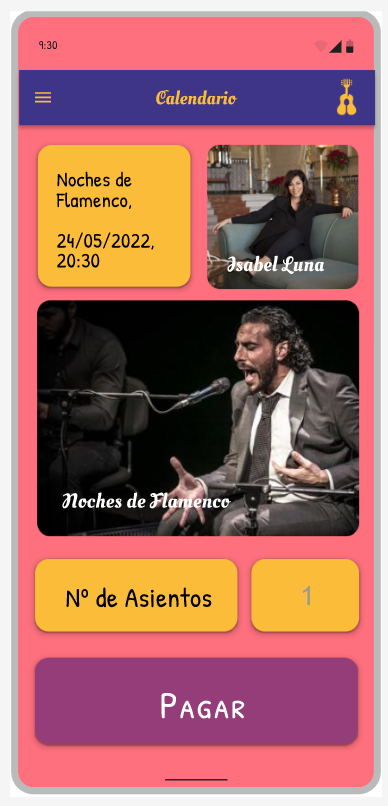 9:30
Calendario
Noches de
Flamenco,
24/05/2022,
20:30
Isabel Luna
Noches de Flamenco
Nº de Asientos
1
PAGAR